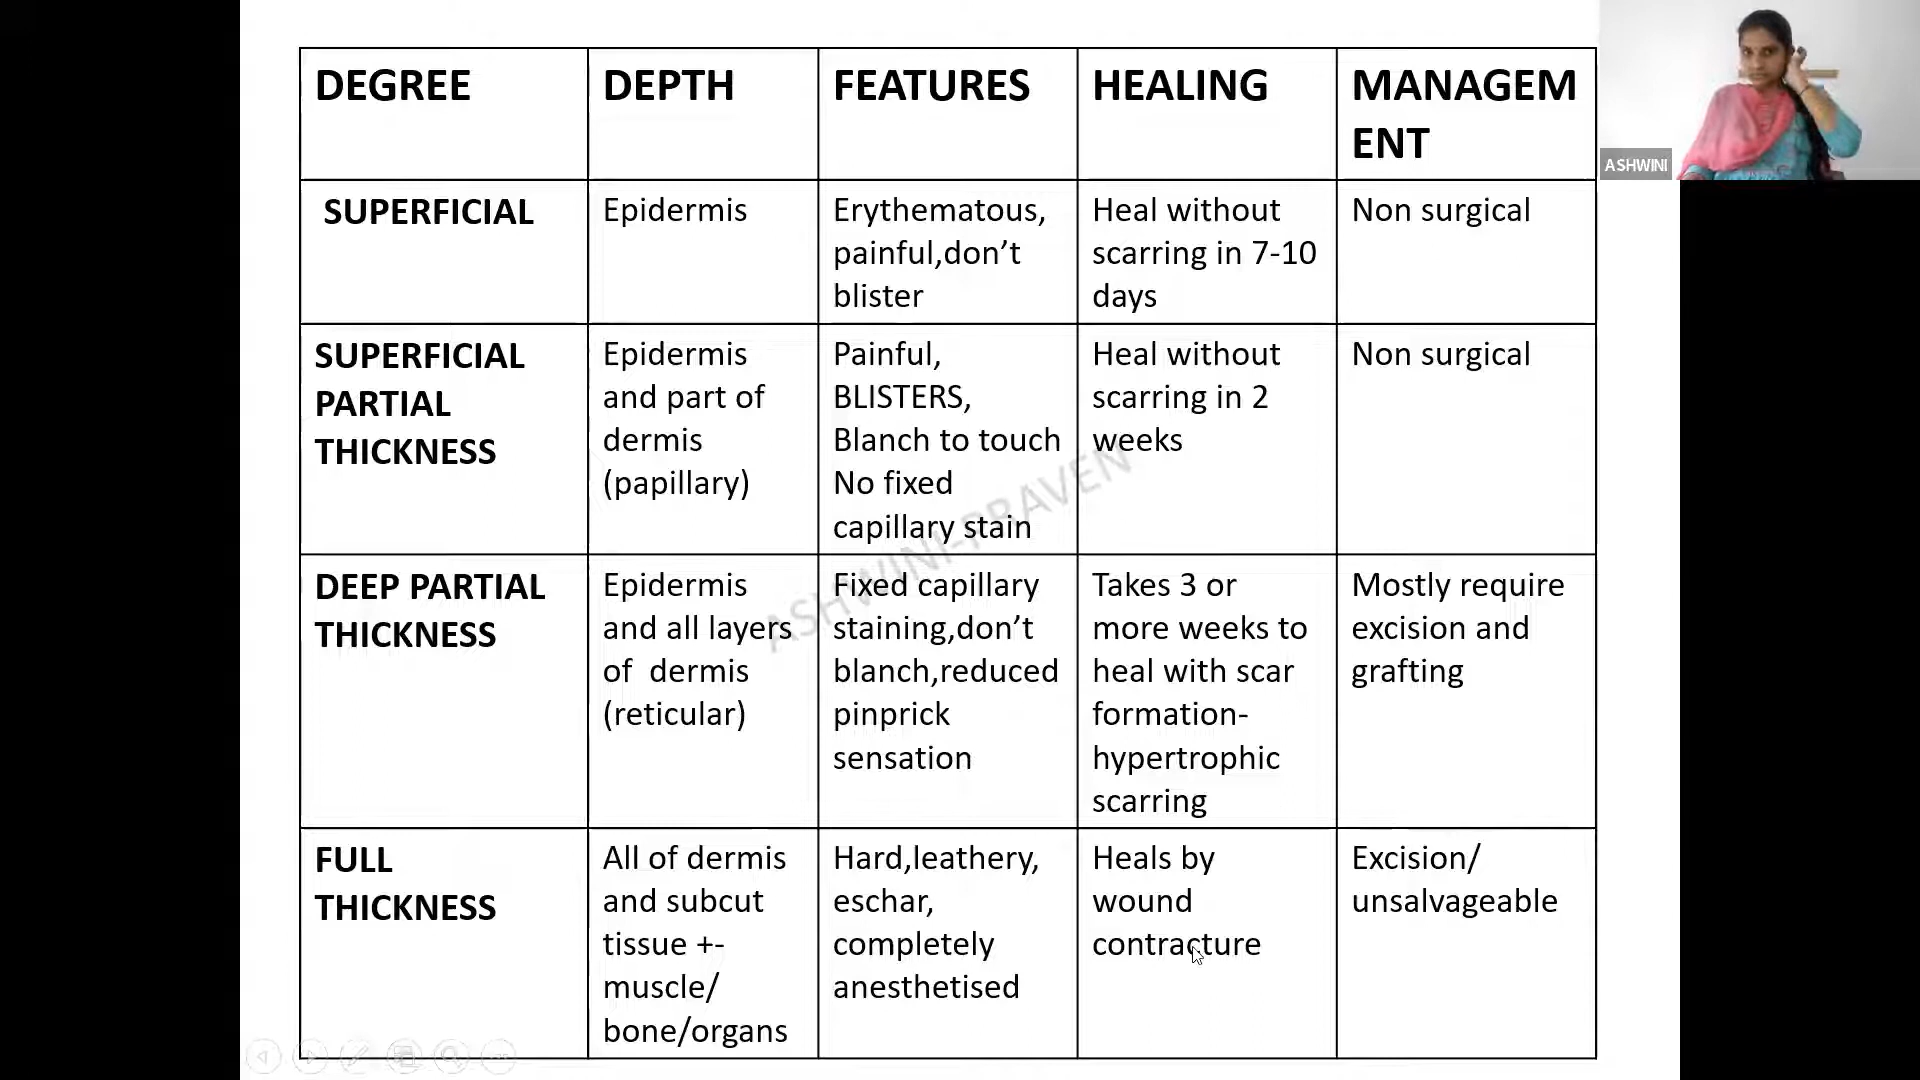 DEGREE
DEPTH
FEATURES
HEALING
MANAGEM
ENT
SUPERFICIAL
Epidermis
Erythematous,
painful,don’t
blister
Heal without
scarring in 7-10
days
Non surgical
SUPERFICIAL
PARTIAL
THICKNESS
Epidermis
and part of
dermis
(papillary)
Painful,
BLISTERS,
Blanch to touch
No fixed
capillary stain
Heal without
scarring in 2
weeks
Non surgical
DEEP PARTIAL
THICKNESS
Epidermis
and all layers
of dermis
(reticular)
Fixed capillary
staining,don’t
blanch,reduced
pinprick
sensation
Takes 3 or
more weeks to
heal with scar
formation-
hypertrophic
scarring
Mostly require
excision and
grafting
FULL
THICKNESS
All of dermis
and subcut
tissue +-
muscle/
bone/organs
Hard,leathery,
eschar,
completely
anesthetised
Heals by
wound
contracture
Excision/
unsalvageable
ASHWINI-PRAVEN
ASHWINI